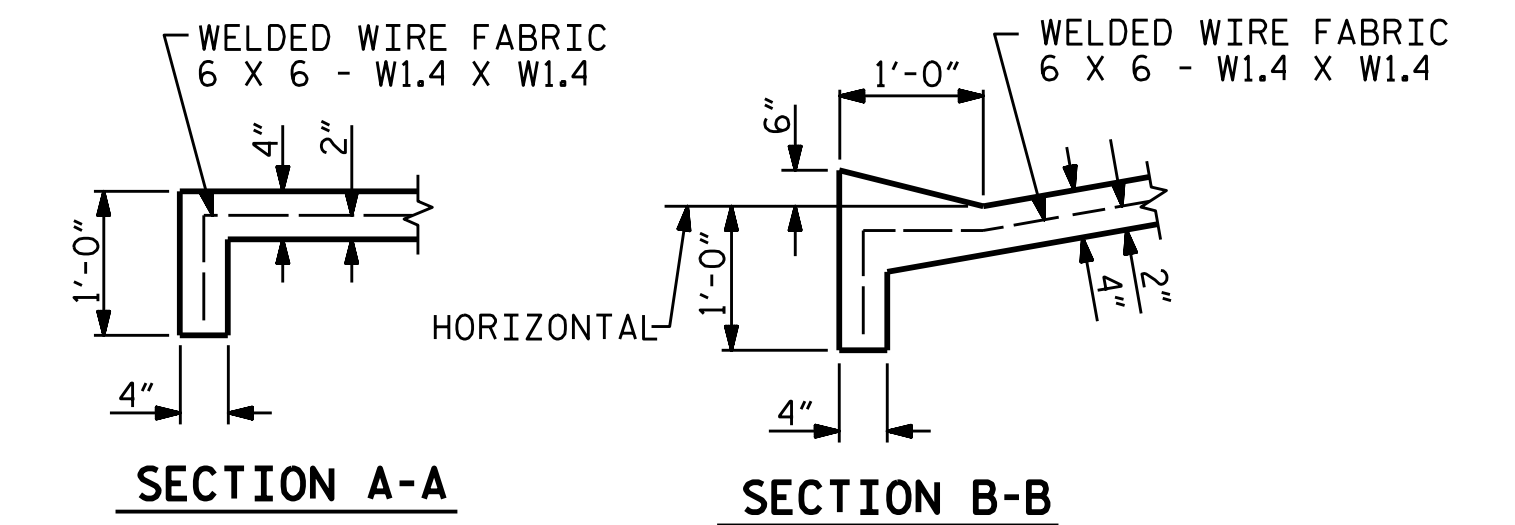 WELDED WIRE FABRIC
6 X 6 - W1.4 X W1.4
4"
2"
1'-0"
4"
SECTION A-A
WELDED WIRE FABRIC
6 X 6 - W1.4 X W1.4
1'-0"
6"
1'-0"
HORIZONTAL
4"
2"
4"
SECTION B-B